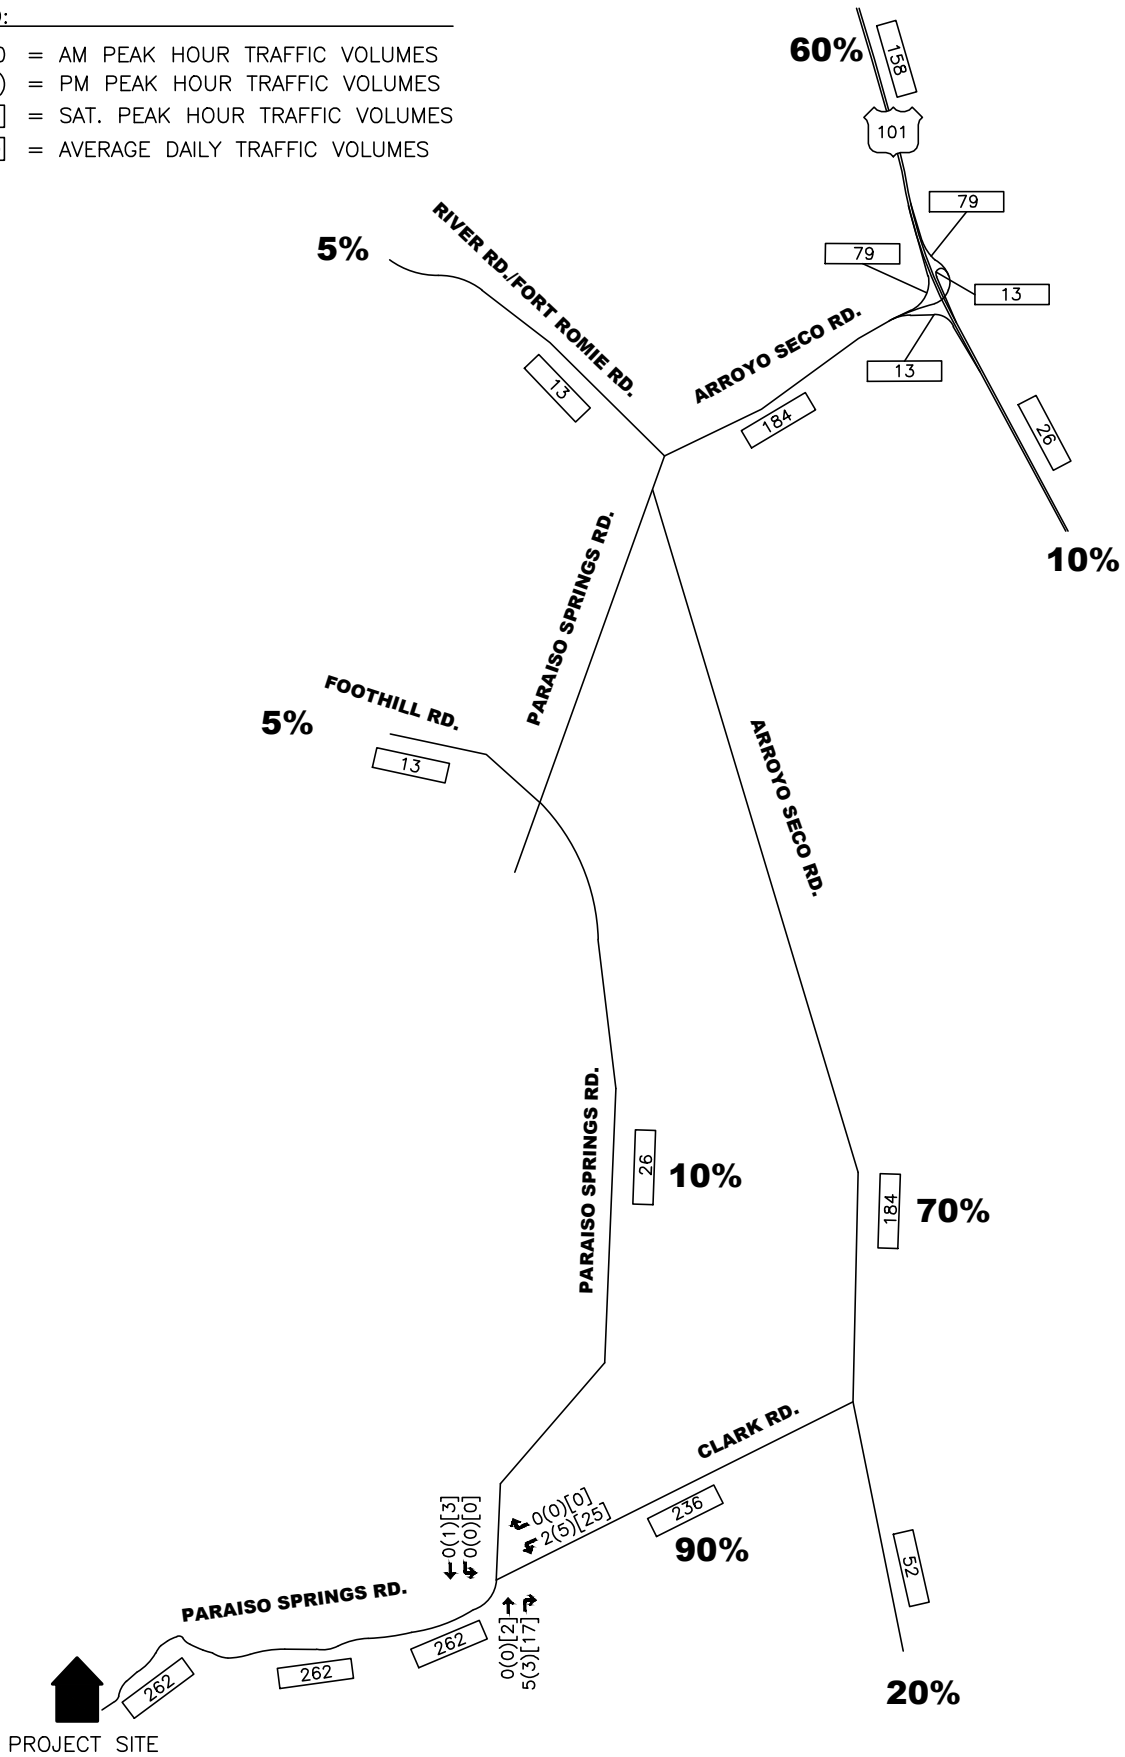 = AM PEAK HOUR TRAFFIC VOLUMES
= PM PEAK HOUR TRAFFIC VOLUMES
= SAT. PEAK HOUR TRAFFIC VOLUMES
= AVERAGE DAILY TRAFFIC VOLUMES
60%
158
101
79
79
13
13
RIVER RD./FORT ROMIE RD.
5%
13
ARROYO SECO RD.
184
26
10%
PARAISO SPRINGS RD.
FOOTHILL RD.
5%
13
ARROYO SECO RD.
PARAISO SPRINGS RD.
26
10%
184
70%
CLARK RD.
236
90%
0(1)[3]
0(0)[0]
0(0)[0]
2(5)[25]
0(0)[2]
5(3)[17]
52
20%
PARAISO SPRINGS RD.
262
262
262
PROJECT SITE